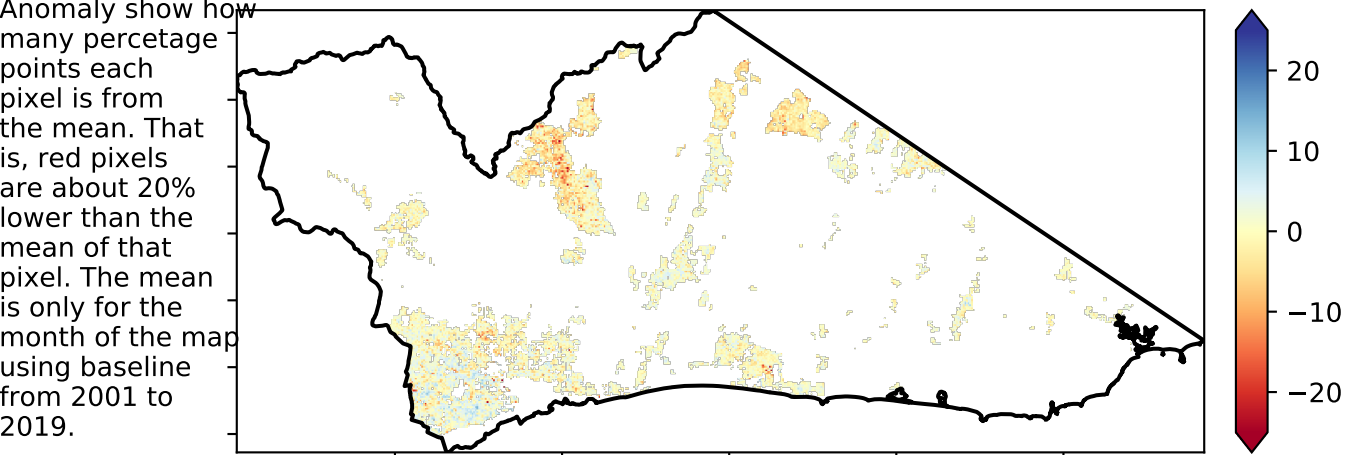 Anomaly show how
many percetage
points each
pixel is from
the mean. That
is, red pixels
are about 20%
lower than the
mean of that
pixel. The mean
is only for the
month of the map
using baseline
from 2001 to
2019.
20
10
0
−10
−20